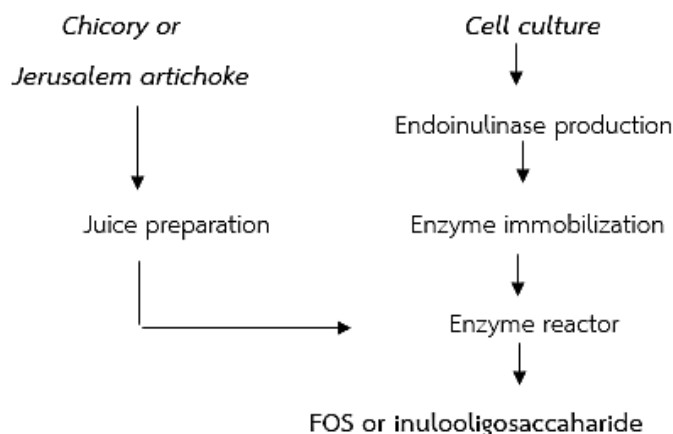 Chicory or
Jerusalem artichoke
Juice preparation
Cell culture
Endoinulinase production
Enzyme immobilization
Enzyme reactor
FOS or inulooligosaccaharide